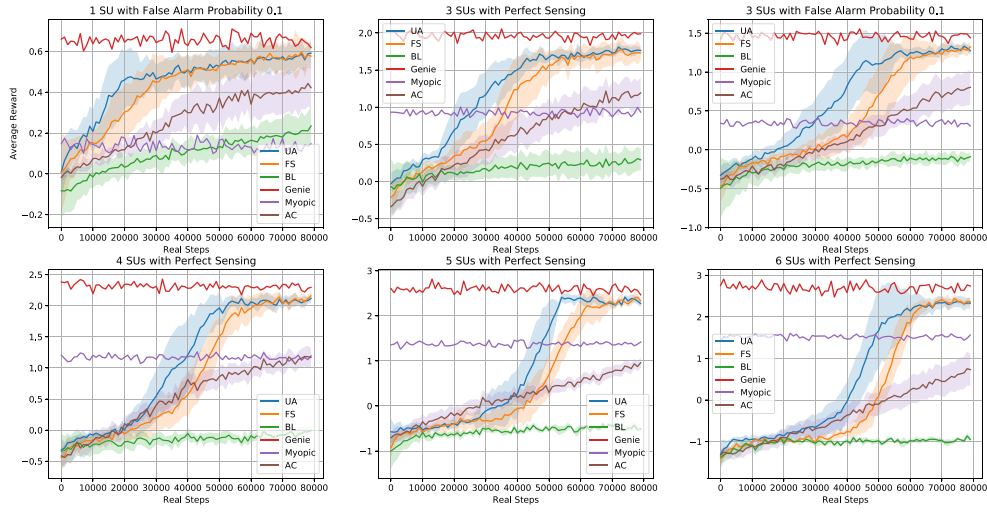 1 SU with False Alarm Probability 0.1
3 SUs with Perfect Sensing
3 SUs with False Alarm Probability 0.1
Average Reward
0.6
0.4
0.2
0.0
−0.2
UA
FS
BL
Genie
Myopic
AC
0 10000 20000 30000 40000 50000 60000 70000 80000
Real Steps
2.0
1.5
1.0
0.5
0.0
−0.5
UA
FS
BL
Genie
Myopic
AC
0 10000 20000 30000 40000 50000 60000 70000 80000
Real Steps
1.5
1.0
0.5
0.0
−0.5
−1.0
UA
FS
BL
Genie
Myopic
AC
0 10000 20000 30000 40000 50000 60000 70000 80000
Real Steps
4 SUs with Perfect Sensing
5 SUs with Perfect Sensing
6 SUs with Perfect Sensing
2.5
2.0
1.5
1.0
0.5
0.0
−0.5
UA
FS
BL
Genie
Myopic
AC
0 10000 20000 30000 40000 50000 60000 70000 80000
Real Steps
3
2
1
0
−1
UA
FS
BL
Genie
Myopic
AC
0 10000 20000 30000 40000 50000 60000 70000 80000
Real Steps
3
2
1
0
−1
UA
FS
BL
Genie
Myopic
AC
0 10000 20000 30000 40000 50000 60000 70000 80000
Real Steps